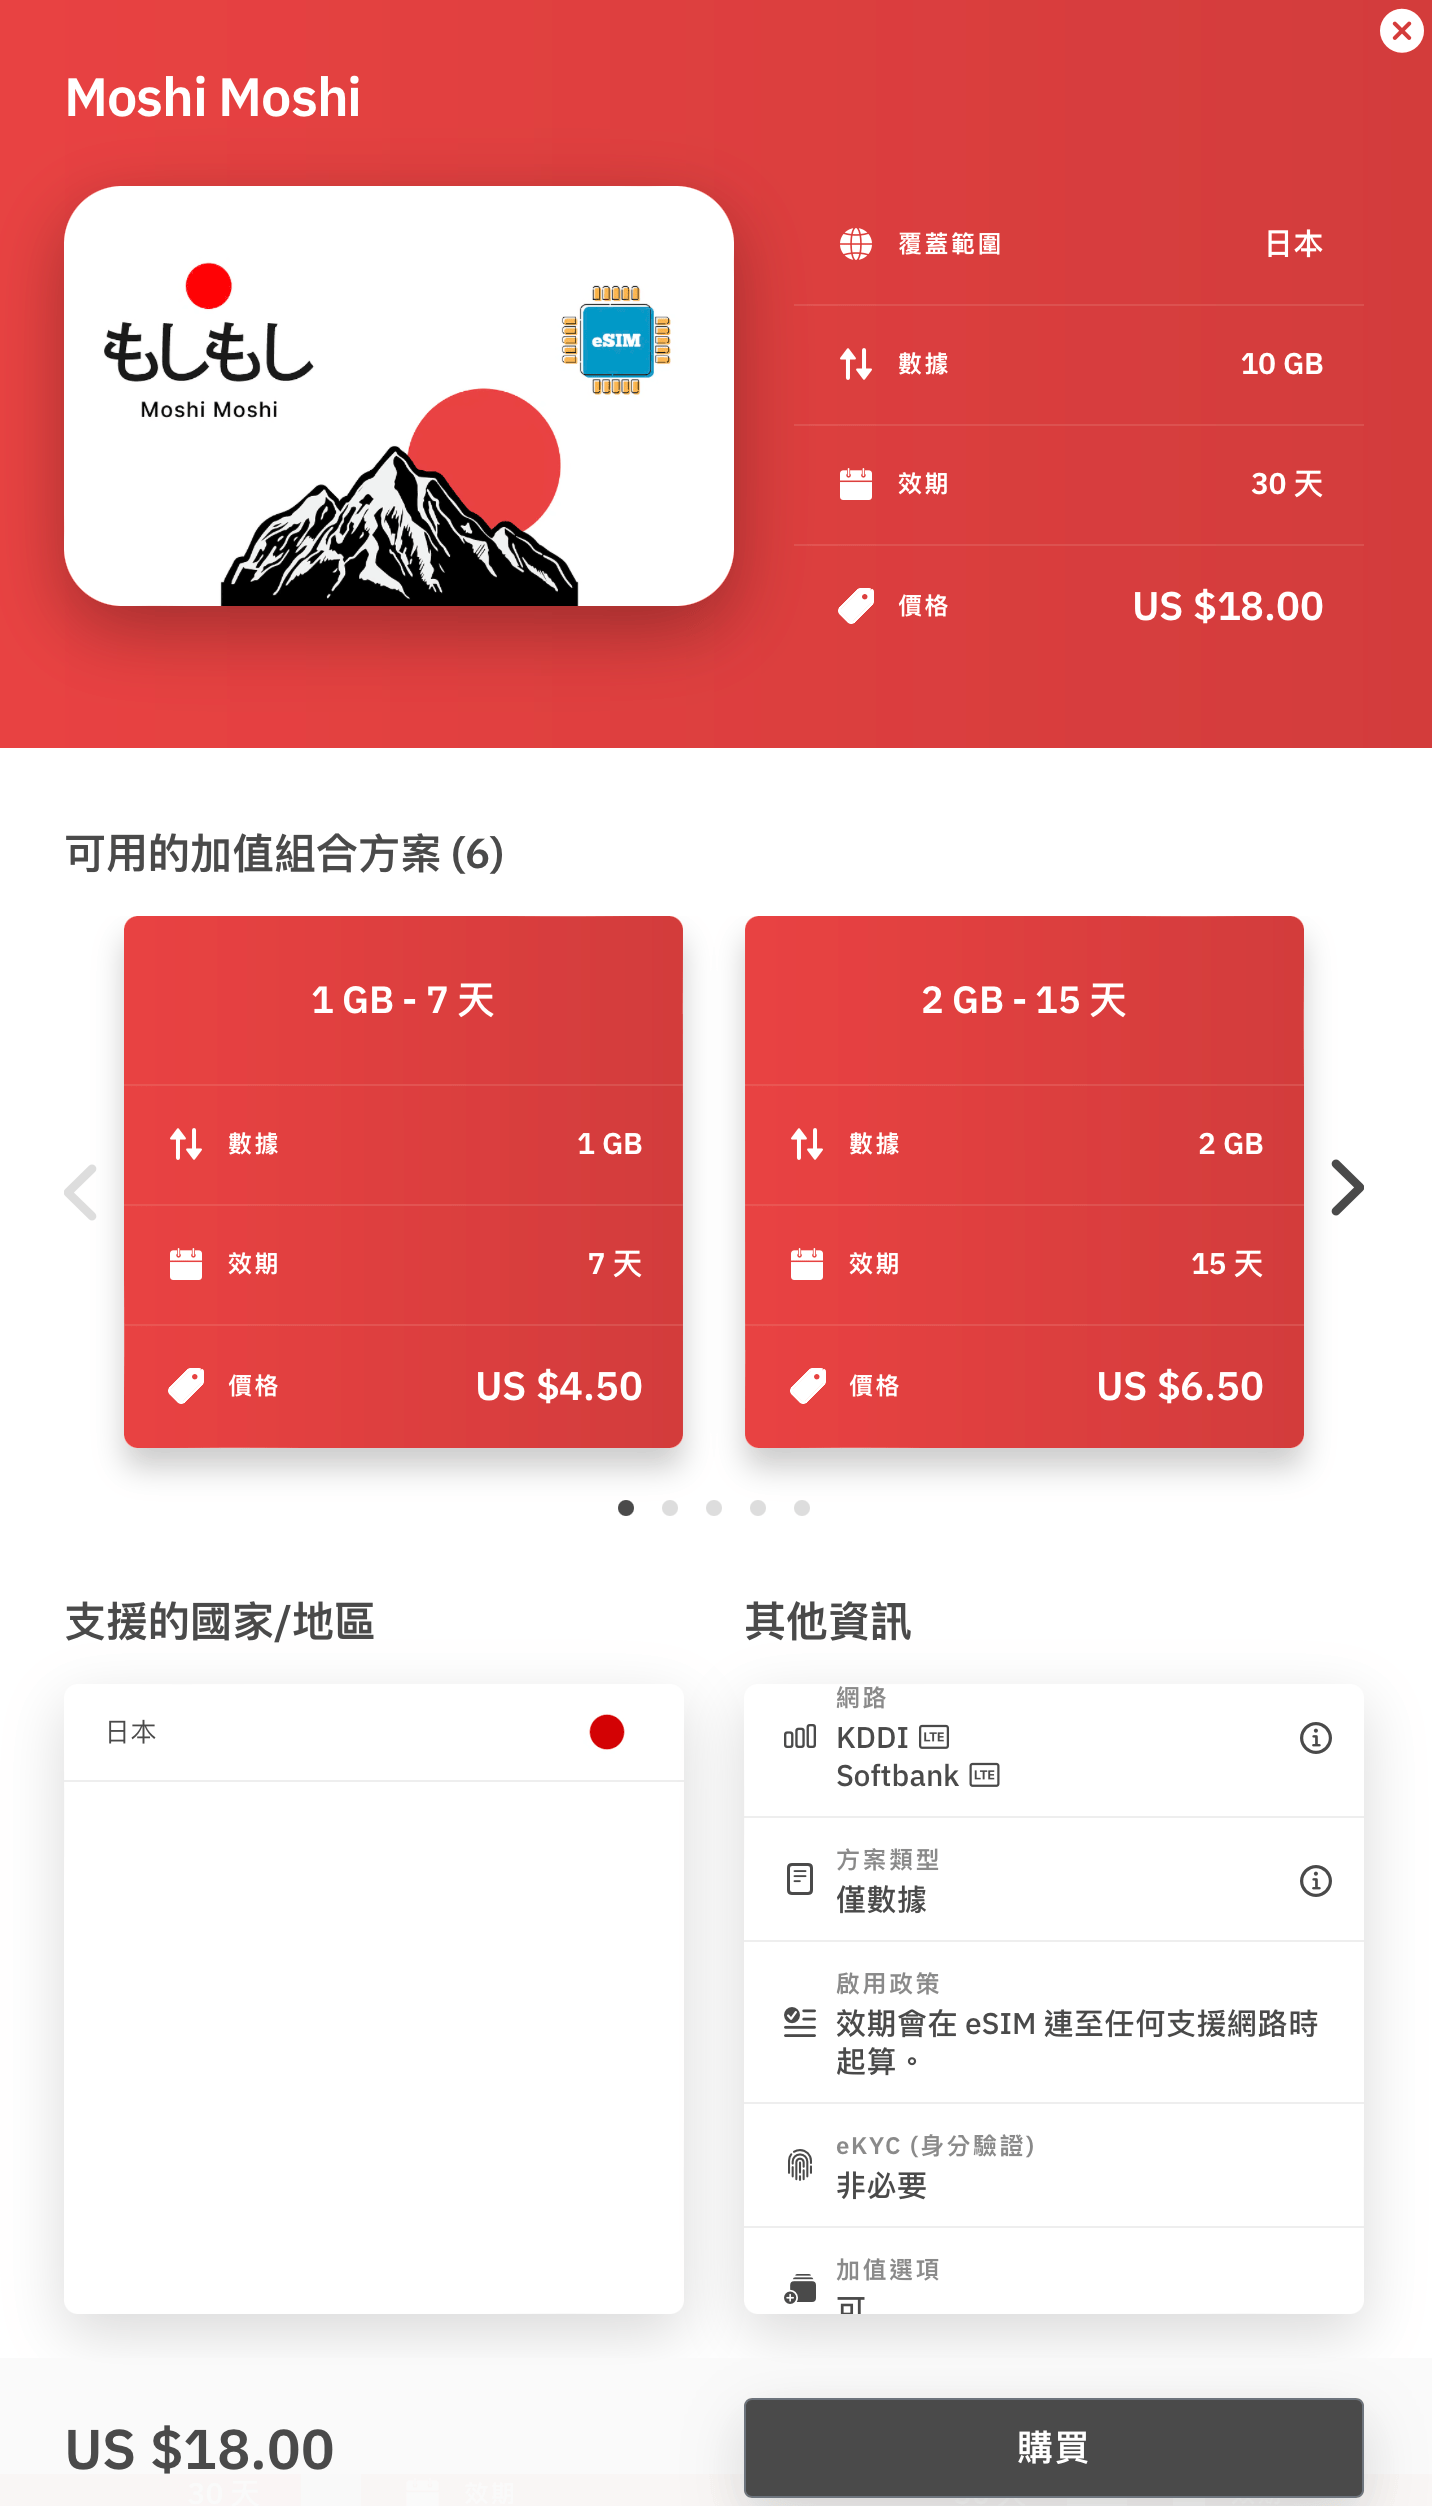 Moshi Moshi
もしもし
Moshi Moshi
eSIM
覆蓋範圍 日本
數據 10 GB
效期 30 天
價格 US $18.00
可用的加值組合方案 (6)
1 GB - 7 天
數據 1 GB
效期 7 天
價格 US $4.50
2 GB - 15 天
數據 2 GB
效期 15 天
價格 US $6.50
支援的國家/地區
日本
其他資訊
網路
KDDI LTE
Softbank LTE
方案類型
僅數據
啟用政策
效期會在 eSIM 連至任何支援網路時
起算。
eKYC (身分驗證)
非必要
加值選項
可
US $18.00
購買
30 天 效期